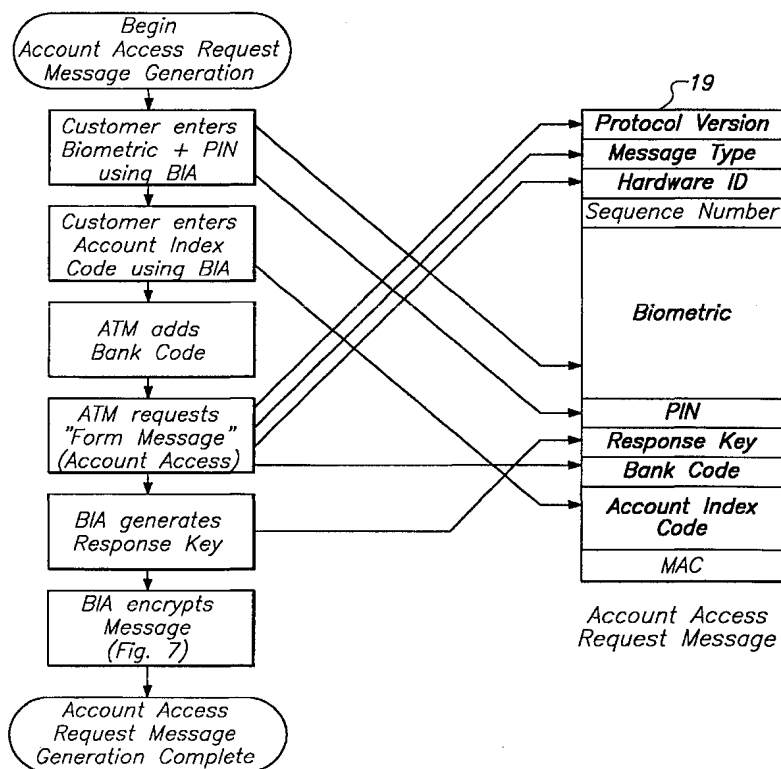 Begin
Account Access Request
Message Generation
Customer enters
Biometric + PIN
using BIA
Customer enters
Account Index
Code using BIA
ATM adds
Bank Code
ATM requests
"Form Message"
(Account Access)
BIA generates
Response Key
BIA encrypts
Message
(Fig. 7)
Account Access
Request Message
Generation Complete
19
Protocol Version
Message Type
Hardware ID
Sequence Number
Biometric
PIN
Response Key
Bank Code
Account Index
Code
MAC
Account Access
Request Message